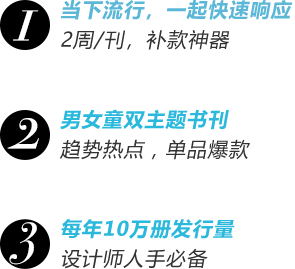 1
当下流行，一起快速响应
2周/刊，补款神器
2
男女童双主题书刊
趋势热点，单品爆款
3
每年10万册发行量
设计师人手必备